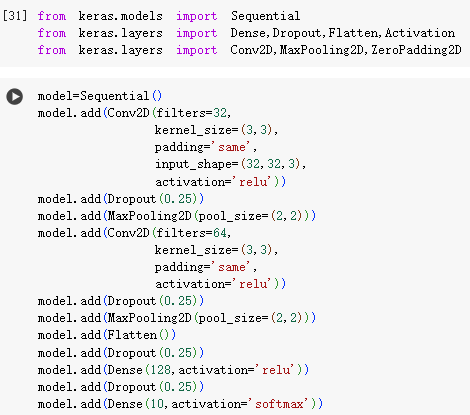 [31] from keras.models import Sequential
from keras.layers import Dense,Dropout,Flatten,Activation
from keras.layers import Conv2D,MaxPooling2D,ZeroPadding2D
model=Sequential()
model.add(Conv2D(filters=32,
kernel_size=(3,3),
padding='same',
input_shape=(32,32,3),
activation='relu'))
model.add(Dropout(0.25))
model.add(MaxPooling2D(pool_size=(2,2)))
model.add(Conv2D(filters=64,
kernel_size=(3,3),
padding='same',
activation='relu'))
model.add(Dropout(0.25))
model.add(MaxPooling2D(pool_size=(2,2)))
model.add(Flatten())
model.add(Dropout(0.25))
model.add(Dense(128,activation='relu'))
model.add(Dropout(0.25))
model.add(Dense(10,activation='softmax'))